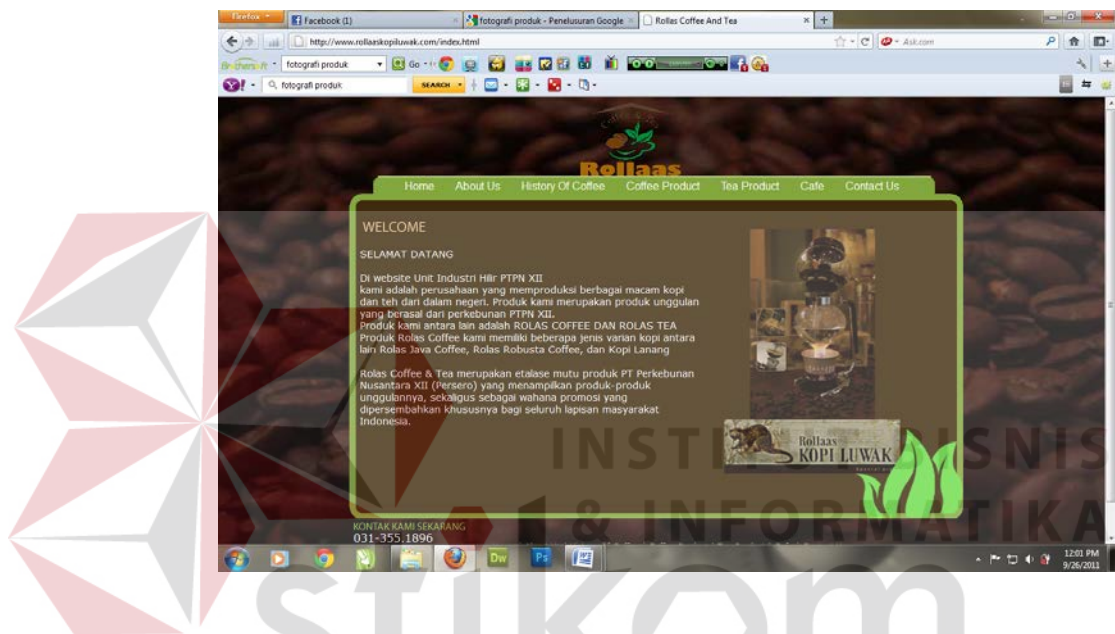 Firefox
Facebook (1)
fotografi produk - Penelusuran Google
Rollas Coffee And Tea
http://www.rollaaskopiluwak.com/index.html
Ask.com
fotografi produk
Go
fotografi produk
SEARCH
Coffee & Tea
Rollaas
Home About Us History Of Coffee Coffee Product Tea Product Cafe Contact Us
WELCOME
SELAMAT DATANG
Di website Unit Industri Hilir PTPN XII
kami adalah perusahaan yang memproduksi berbagai macam kopi
dan teh dari dalam negeri. Produk kami merupakan produk unggulan
yang berasal dari perkebunan PTPN XII.
Produk kami antara lain adalah ROLAS COFFEE DAN ROLAS TEA
Produk Rolas Coffee kami memiliki beberapa jenis varian kopi antara
lain Rolas Java Coffee, Rolas Robusta Coffee, dan Kopi Lanang
Rolas Coffee & Tea merupakan etalase mutu produk PT Perkebunan
Nusantara XII (Persero) yang menampilkan produk-produk
unggulannya, sekaligus sebagai wahana promosi yang
dipersembahkan khususnya bagi seluruh lapisan masyarakat
Indonesia.
Rollaas
KOPI LUWAK
INSTITUT BISNIS
& INFORMATIKA
stikom
KONTAK KAMI SEKARANG
031-355.1896
Dw
Ps
12:01 PM
9/26/2011